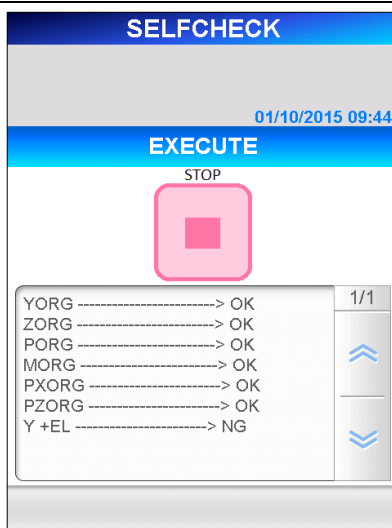 SELFCHECK
01/10/2015 09:44
EXECUTE
STOP
1/1
YORG ------------------------> OK
ZORG ------------------------> OK
PORG ------------------------> OK
MORG ------------------------> OK
PXORG -----------------------> OK
PZORG -----------------------> OK
Y +EL -----------------------> NG